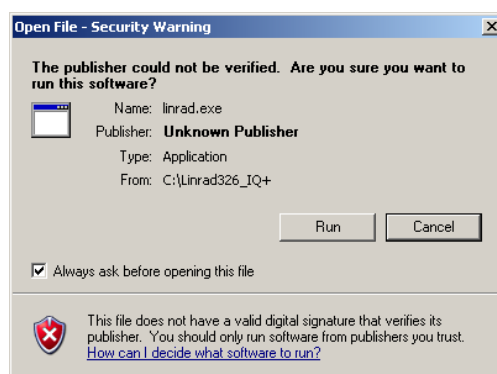 Open File - Security Warning
The publisher could not be verified. Are you sure you want to
run this software?
Name: linrad.exe
Publisher: Unknown Publisher
Type: Application
From: C:\Linrad326_IQ+
Run Cancel
Always ask before opening this file
This file does not have a valid digital signature that verifies its
publisher. You should only run software from publishers you trust.
How can I decide what software to run?